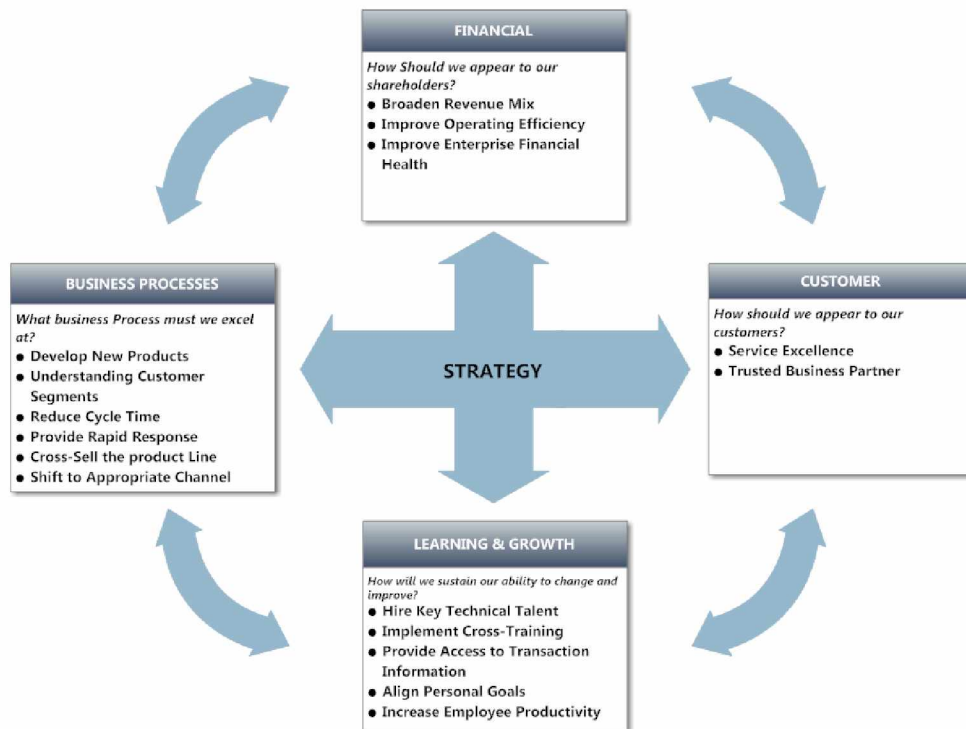 FINANCIAL
How Should we appear to our
shareholders?
● Broaden Revenue Mix
● Improve Operating Efficiency
● Improve Enterprise Financial
Health
BUSINESS PROCESSES
What business Process must we excel
at?
● Develop New Products
● Understanding Customer
Segments
● Reduce Cycle Time
● Provide Rapid Response
● Cross-Sell the product Line
● Shift to Appropriate Channel
STRATEGY
CUSTOMER
How should we appear to our
customers?
● Service Excellence
● Trusted Business Partner
LEARNING & GROWTH
How will we sustain our ability to change and
improve?
● Hire Key Technical Talent
● Implement Cross-Training
● Provide Access to Transaction
Information
● Align Personal Goals
● Increase Employee Productivity